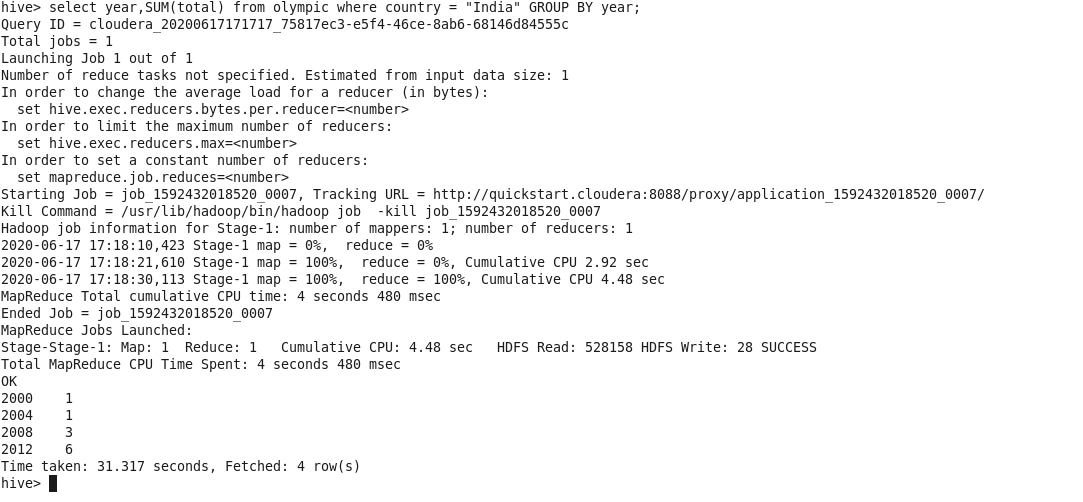 hive> select year,SUM(total) from olympic where country = "India" GROUP BY year;
Query ID = cloudera_20200617171717_75817ec3-e5f4-46ce-8ab6-68146d84555c
Total jobs = 1
Launching Job 1 out of 1
Number of reduce tasks not specified. Estimated from input data size: 1
In order to change the average load for a reducer (in bytes):
  set hive.exec.reducers.bytes.per.reducer=<number>
In order to limit the maximum number of reducers:
  set hive.exec.reducers.max=<number>
In order to set a constant number of reducers:
  set mapreduce.job.reduces=<number>
Starting Job = job_1592432018520_0007, Tracking URL = http://quickstart.cloudera:8088/proxy/application_1592432018520_0007/
Kill Command = /usr/lib/hadoop/bin/hadoop job  -kill job_1592432018520_0007
Hadoop job information for Stage-1: number of mappers: 1; number of reducers: 1
2020-06-17 17:18:10,423 Stage-1 map = 0%,  reduce = 0%
2020-06-17 17:18:21,610 Stage-1 map = 100%,  reduce = 0%, Cumulative CPU 2.92 sec
2020-06-17 17:18:30,113 Stage-1 map = 100%,  reduce = 100%, Cumulative CPU 4.48 sec
MapReduce Total cumulative CPU time: 4 seconds 480 msec
Ended Job = job_1592432018520_0007
MapReduce Jobs Launched:
Stage-Stage-1: Map: 1  Reduce: 1   Cumulative CPU: 4.48 sec   HDFS Read: 528158 HDFS Write: 28 SUCCESS
Total MapReduce CPU Time Spent: 4 seconds 480 msec
OK
2000    1
2004    1
2008    3
2012    6
Time taken: 31.317 seconds, Fetched: 4 row(s)
hive>